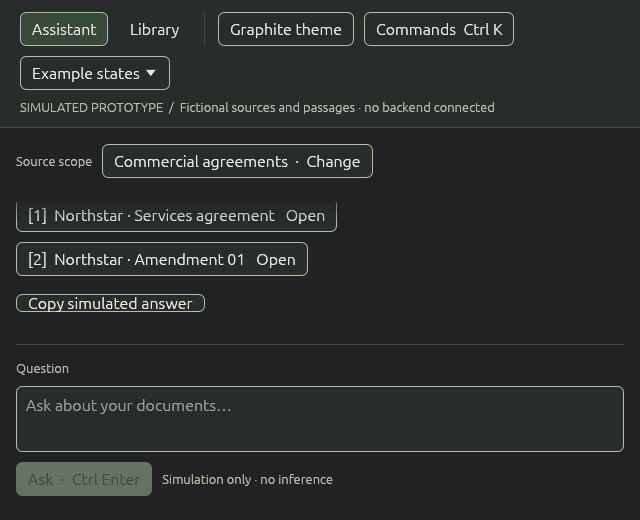 Assistant Library Graphite theme Commands Ctrl K
Example states
SIMULATED PROTOTYPE / Fictional sources and passages · no backend connected
Source scope Commercial agreements · Change
[1] Northstar · Services agreement Open
[2] Northstar · Amendment 01 Open
Copy simulated answer
Question
Ask about your documents…
Ask · Ctrl Enter Simulation only · no inference